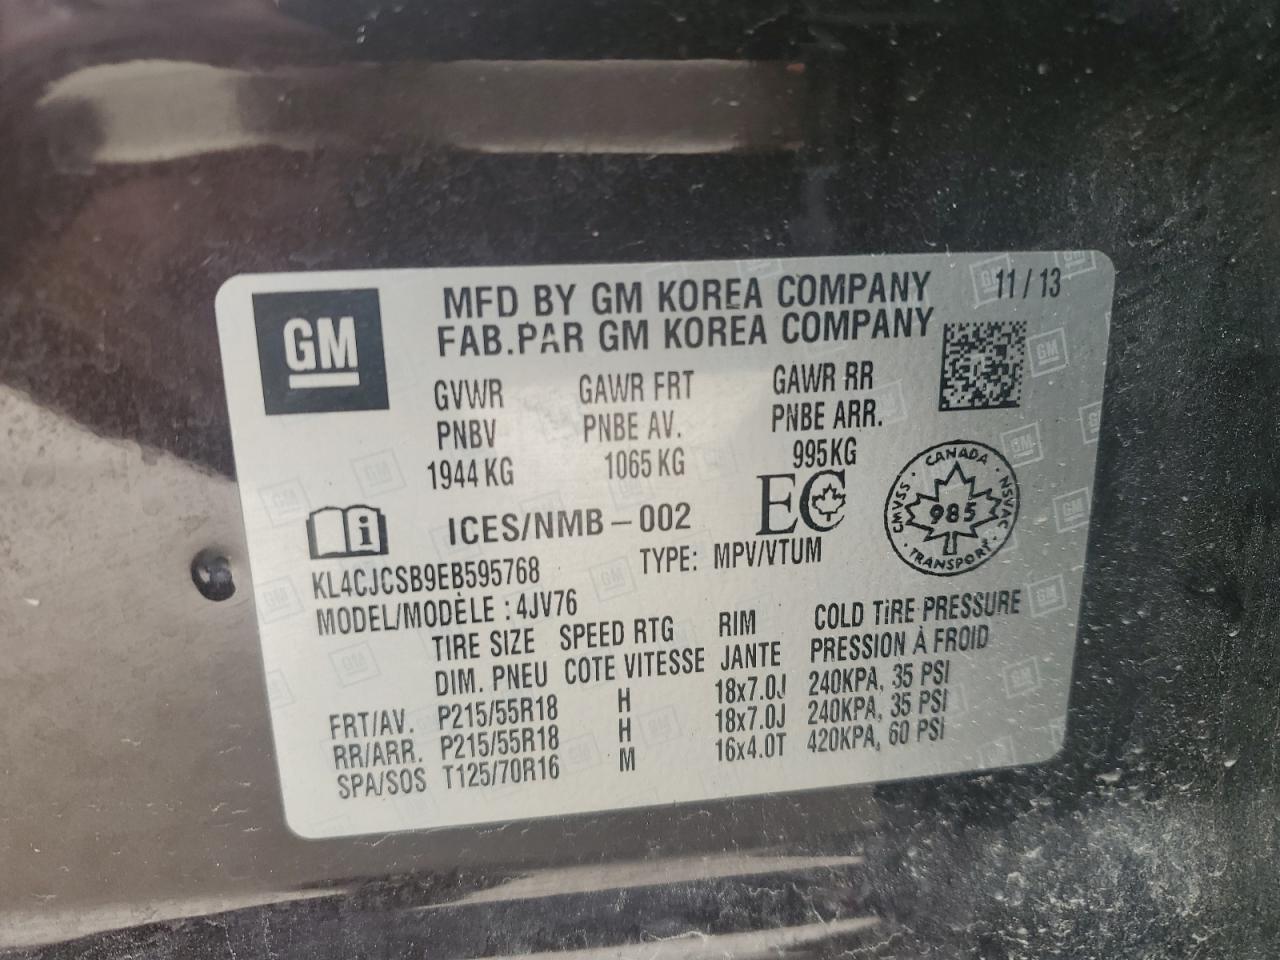 GM
MFD BY GM KOREA COMPANY 11/13
FAB.PAR GM KOREA COMPANY
GVWR GAWR FRT GAWR RR
PNBV PNBE AV. PNBE ARR.
1944 KG 1065 KG 995KG
ICES/NMB-002 EC
CANADA CMVSS NSVAC 985 TRANSPORT
KL4CJCSB9EB595768 TYPE: MPV/VTUM
MODEL/MODÈLE : 4JV76
TIRE SIZE SPEED RTG RIM COLD TIRE PRESSURE
DIM. PNEU COTE VITESSE JANTE PRESSION À FROID
FRT/AV. P215/55R18 H 18x7.0J 240KPA, 35 PSI
RR/ARR. P215/55R18 H 18x7.0J 240KPA, 35 PSI
SPA/SOS T125/70R16 M 16x4.0T 420KPA, 60 PSI